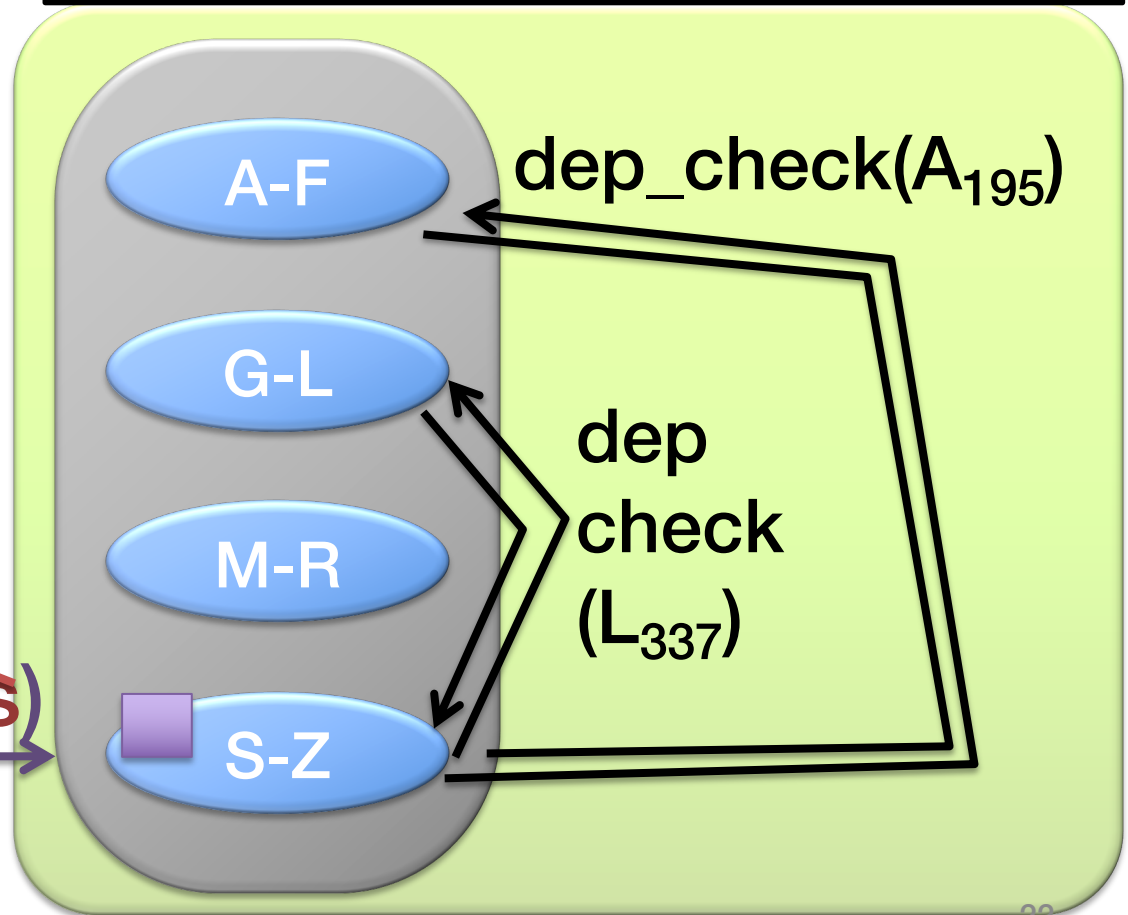 A-F
dep_check(A₁₉₅)
G-L
dep
check
(L₃₃₇)
M-R
s)
S-Z